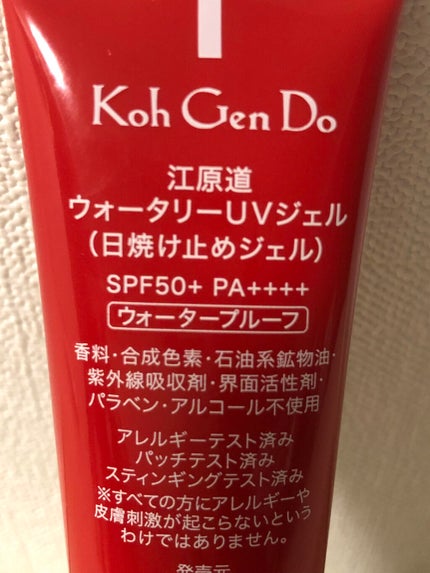 Koh Gen Do
江原道
ウォータリーUVジェル
（日焼け止めジェル）
SPF50+ PA++++
ウォータープルーフ
香料・合成色素・石油系鉱物油・
紫外線吸収剤・界面活性剤・
パラベン・アルコール不使用
アレルギーテスト済み
パッチテスト済み
スティンギングテスト済み
※すべての方にアレルギーや
皮膚刺激が起こらないという
わけではありません。
発売元